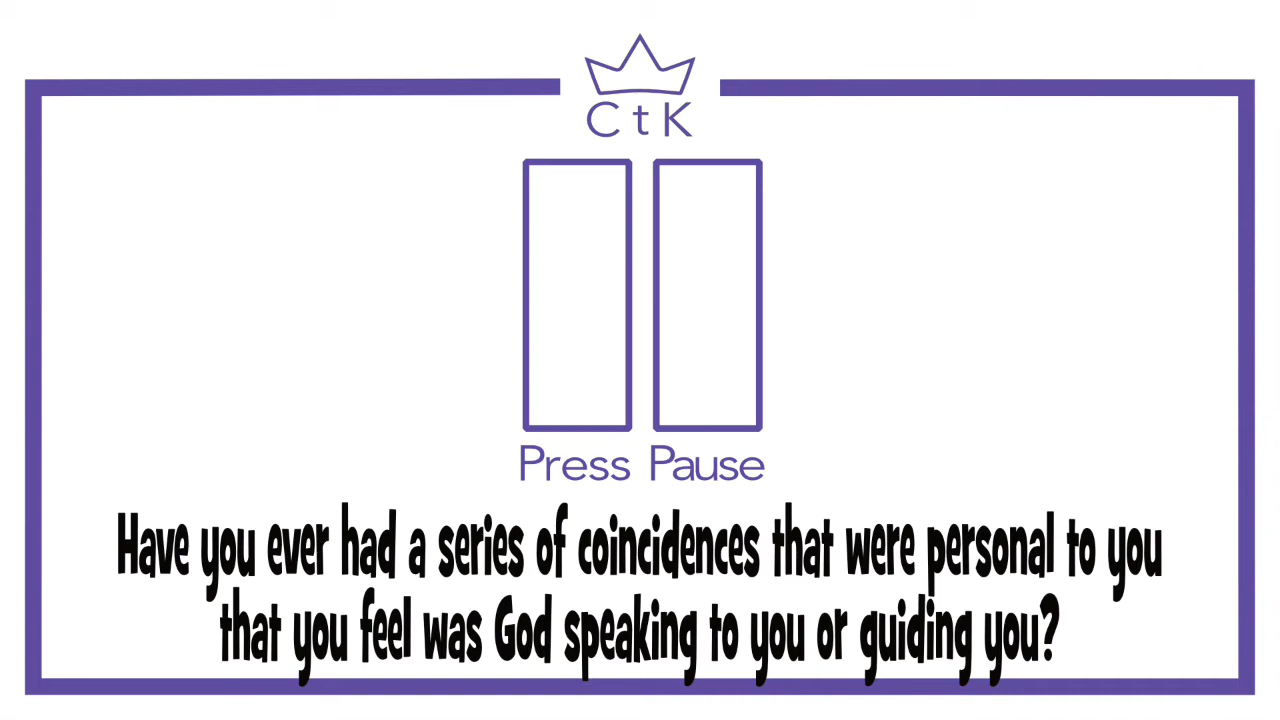 CtK
Press Pause
Have you ever had a series of coincidences that were personal to you
that you feel was God speaking to you or guiding you?